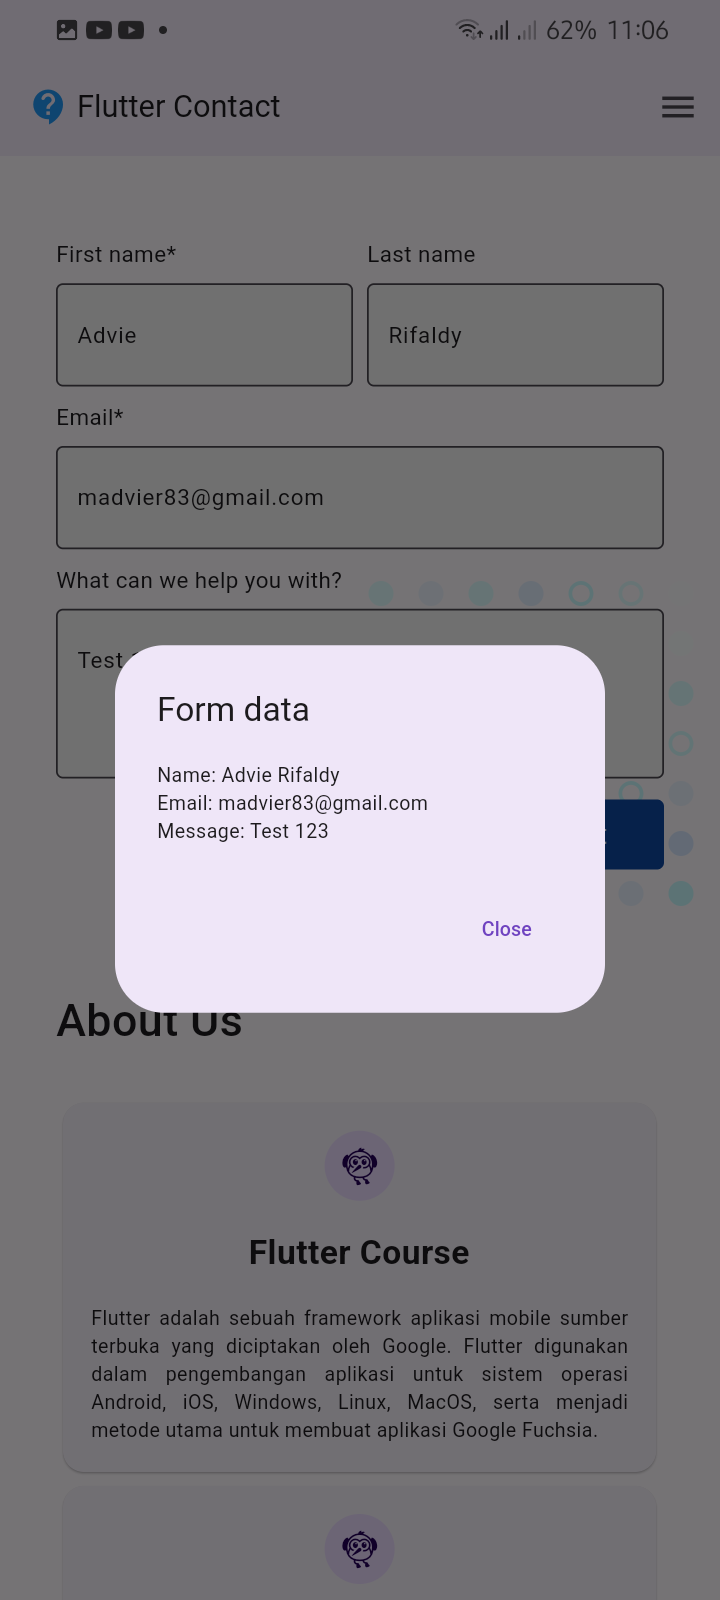 62% 11:06
Flutter Contact
First name* Last name
Advie Rifaldy
Email*
madvier83@gmail.com
What can we help you with?
Test
Form data
Name: Advie Rifaldy
Email: madvier83@gmail.com
Message: Test 123
Close
About Us
Flutter Course
Flutter adalah sebuah framework aplikasi mobile sumber
terbuka yang diciptakan oleh Google. Flutter digunakan
dalam pengembangan aplikasi untuk sistem operasi
Android, iOS, Windows, Linux, MacOS, serta menjadi
metode utama untuk membuat aplikasi Google Fuchsia.